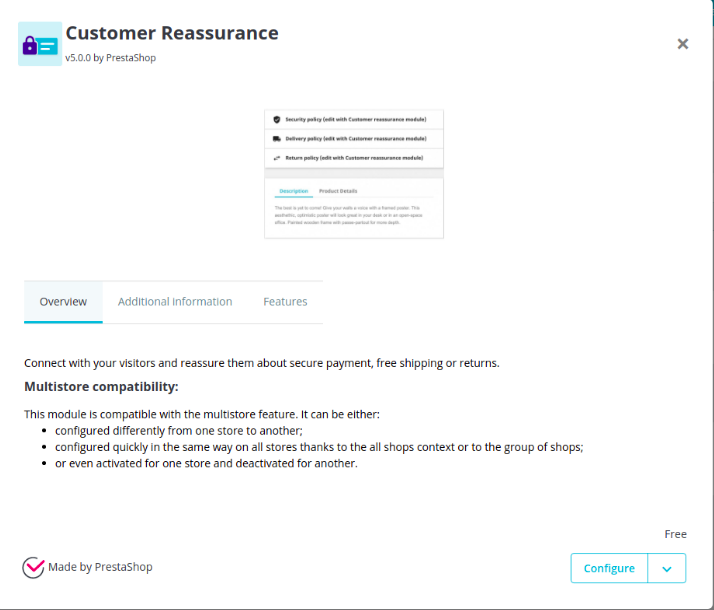 Customer Reassurance
v5.0.0 by PrestaShop
Security policy (edit with Customer reassurance module)
Delivery policy (edit with Customer reassurance module)
Return policy (edit with Customer reassurance module)
Description Product Details
The best is yet to come! Give your walls a voice with a framed poster. This
aesthethic, optimistic poster will look great in your desk or in an open-space
office. Painted wooden frame with passe-partout for more depth.
Overview Additional information Features
Connect with your visitors and reassure them about secure payment, free shipping or returns.
Multistore compatibility:
This module is compatible with the multistore feature. It can be either:
• configured differently from one store to another;
• configured quickly in the same way on all stores thanks to the all shops context or to the group of shops;
• or even activated for one store and deactivated for another.
Free
Made by PrestaShop
Configure